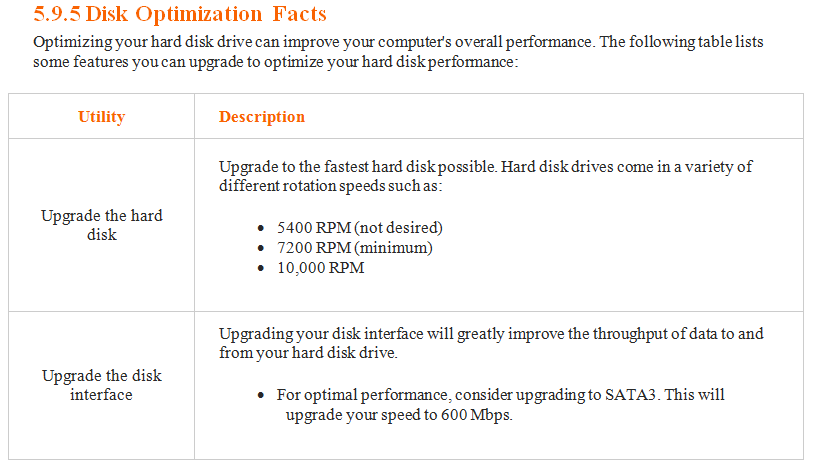 5.9.5 Disk Optimization Facts
Optimizing your hard disk drive can improve your computer's overall performance. The following table lists
some features you can upgrade to optimize your hard disk performance:
Utility
Description
Upgrade the hard
disk
Upgrade to the fastest hard disk possible. Hard disk drives come in a variety of
different rotation speeds such as:
• 5400 RPM (not desired)
• 7200 RPM (minimum)
• 10,000 RPM
Upgrade the disk
interface
Upgrading your disk interface will greatly improve the throughput of data to and
from your hard disk drive.
• For optimal performance, consider upgrading to SATA3. This will
upgrade your speed to 600 Mbps.